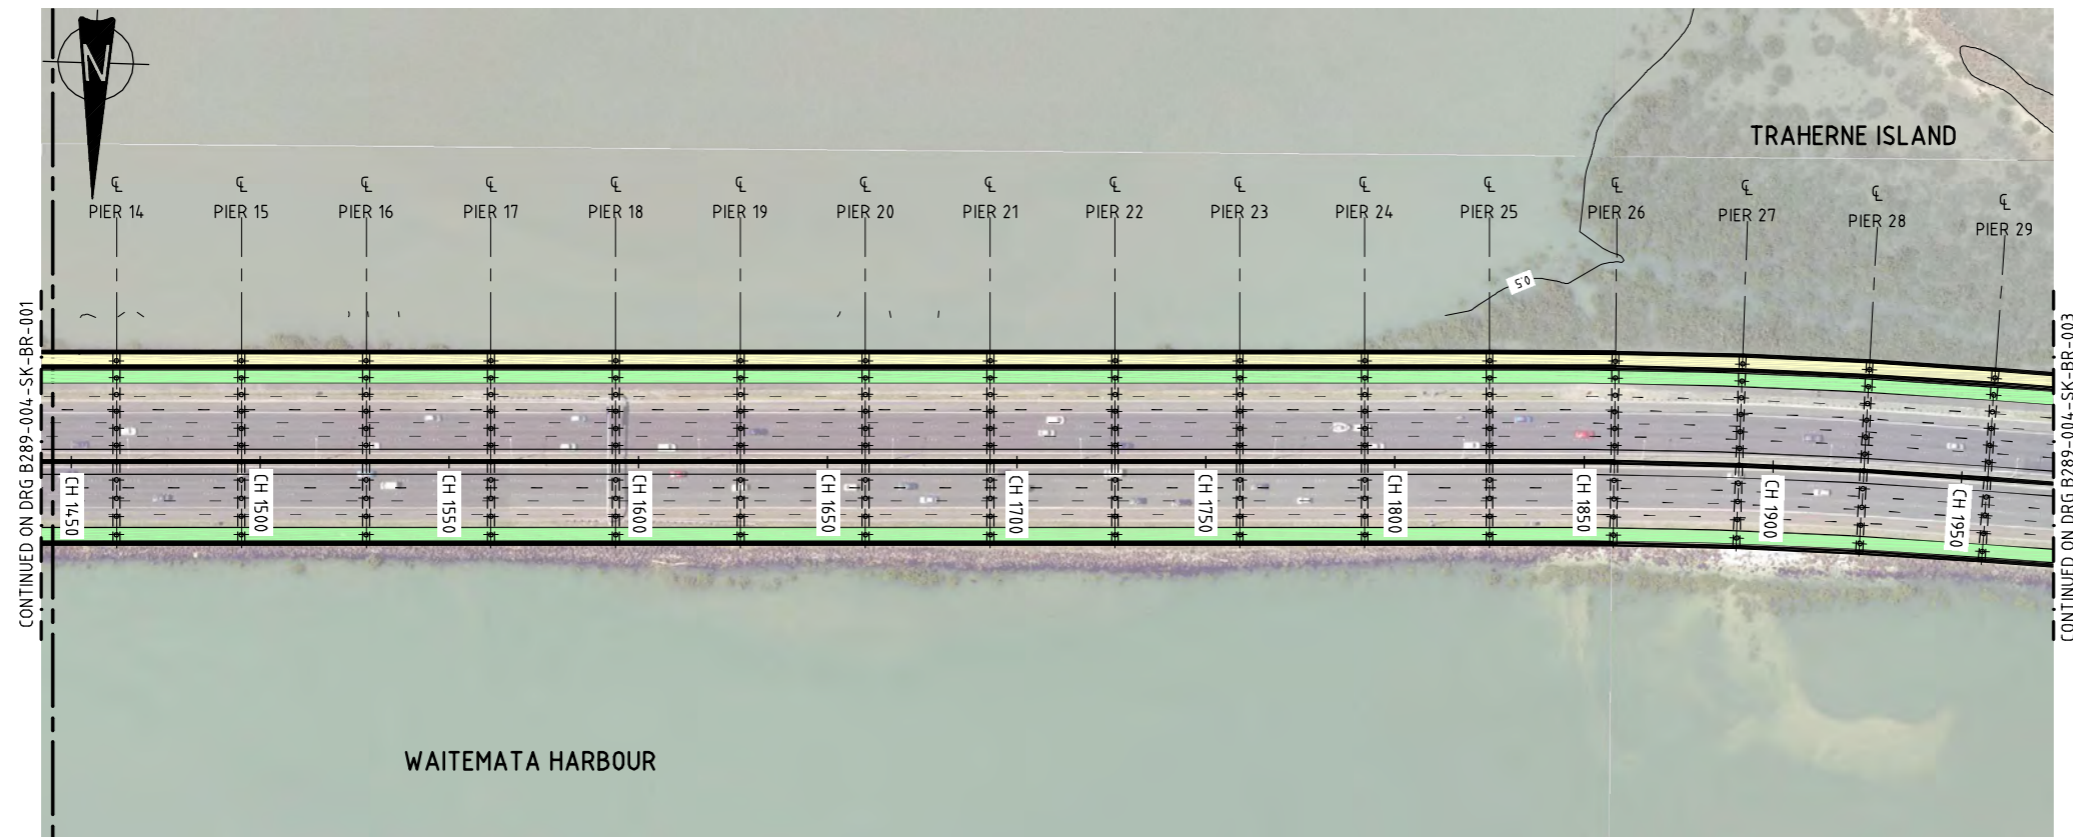 N
TRAHERNE ISLAND
℄
PIER 14
℄
PIER 15
℄
PIER 16
℄
PIER 17
℄
PIER 18
℄
PIER 19
℄
PIER 20
℄
PIER 21
℄
PIER 22
℄
PIER 23
℄
PIER 24
℄
PIER 25
℄
PIER 26
℄
PIER 27
℄
PIER 28
℄
PIER 29
0.5
CONTINUED ON DRG B289-004-SK-BR-001
CONTINUED ON DRG B289-004-SK-BR-003
CH 1450
CH 1500
CH 1550
CH 1600
CH 1650
CH 1700
CH 1750
CH 1800
CH 1850
CH 1900
CH 1950
WAITEMATA HARBOUR